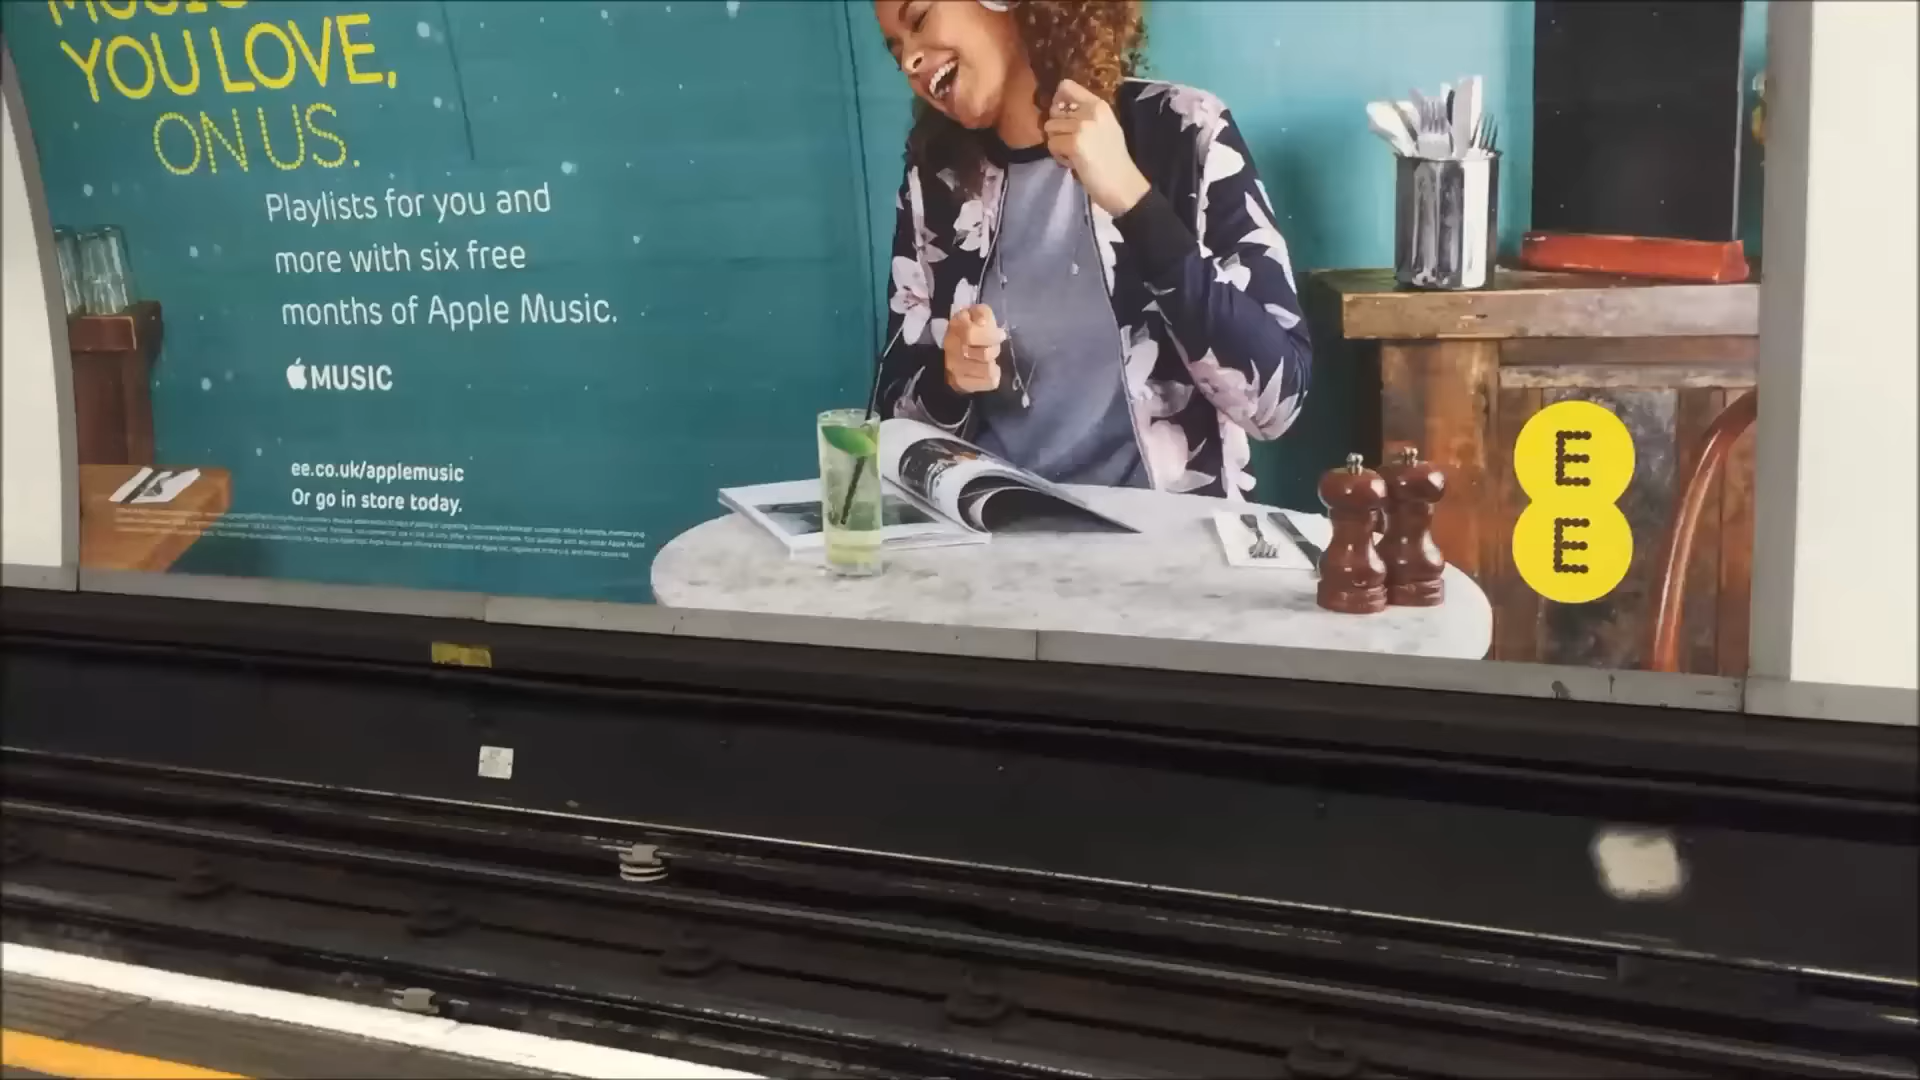 MUSIC
YOU LOVE,
ON US.
Playlists for you and
more with six free
months of Apple Music.
MUSIC
ee.co.uk/applemusic
Or go in store today.
E
E